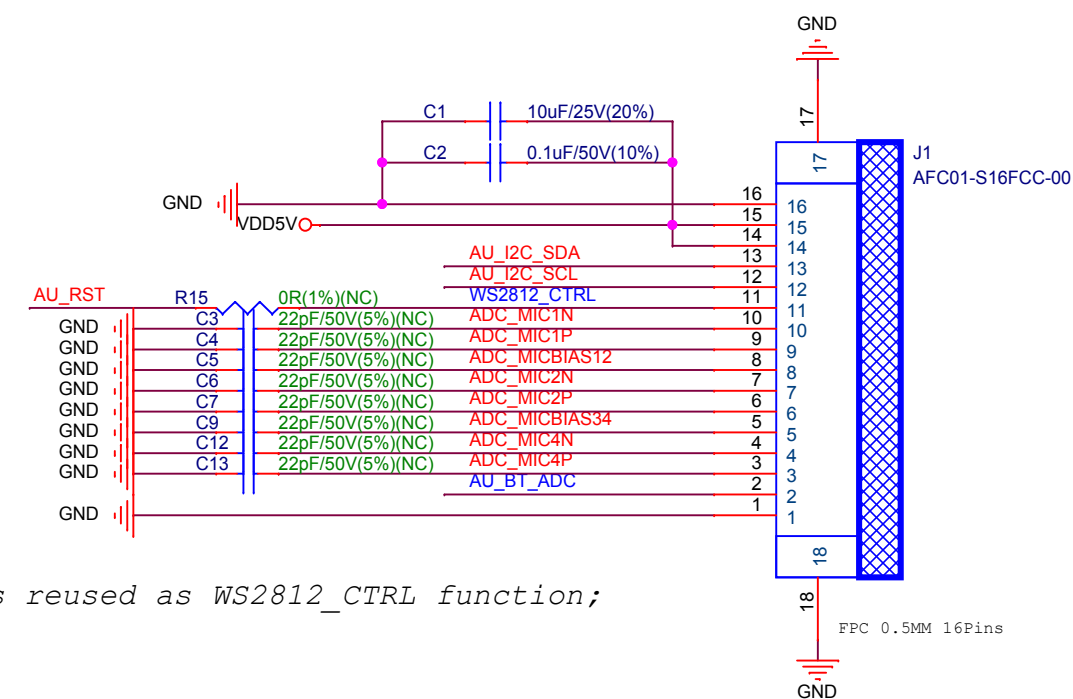 GND
17
C1 10uF/25V(20%)
C2 0.1uF/50V(10%)
17
J1
AFC01-S16FCC-00
GND
16 16
VDD5V
15 15
14 14
AU_I2C_SDA 13 13
AU_I2C_SCL 12 12
AU_RST R15 0R(1%)(NC) WS2812_CTRL 11 11
GND C3 22pF/50V(5%)(NC) ADC_MIC1N 10 10
GND C4 22pF/50V(5%)(NC) ADC_MIC1P 9 9
GND C5 22pF/50V(5%)(NC) ADC_MICBIAS12 8 8
GND C6 22pF/50V(5%)(NC) ADC_MIC2N 7 7
GND C7 22pF/50V(5%)(NC) ADC_MIC2P 6 6
GND C9 22pF/50V(5%)(NC) ADC_MICBIAS34 5 5
GND C12 22pF/50V(5%)(NC) ADC_MIC4N 4 4
GND C13 22pF/50V(5%)(NC) ADC_MIC4P 3 3
AU_BT_ADC 2 2
GND 1 1
18
s reused as WS2812_CTRL function;
18
FPC 0.5MM 16Pins
GND